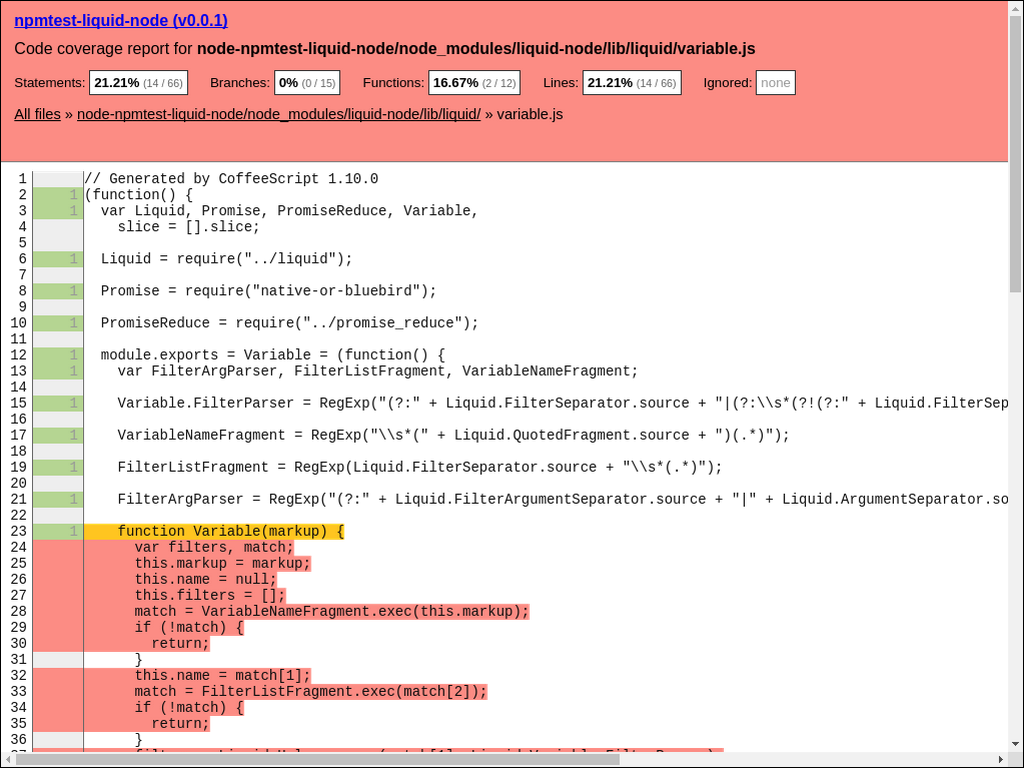 npmtest-liquid-node (v0.0.1)
Code coverage report for node-npmtest-liquid-node/node_modules/liquid-node/lib/liquid/variable.js
Statements: 21.21% (14 / 66) Branches: 0% (0 / 15) Functions: 16.67% (2 / 12) Lines: 21.21% (14 / 66) Ignored: none
All files » node-npmtest-liquid-node/node_modules/liquid-node/lib/liquid/ » variable.js
1 // Generated by CoffeeScript 1.10.0
2 1 (function() {
3 1 var Liquid, Promise, PromiseReduce, Variable,
4 slice = [].slice;
5
6 1 Liquid = require("../liquid");
7
8 1 Promise = require("native-or-bluebird");
9
10 1 PromiseReduce = require("../promise_reduce");
11
12 1 module.exports = Variable = (function() {
13 1 var FilterArgParser, FilterListFragment, VariableNameFragment;
14
15 1 Variable.FilterParser = RegExp("(?:" + Liquid.FilterSeparator.source + "|(?:\\s*(?!(?:" + Liquid.FilterSep
16
17 1 VariableNameFragment = RegExp("\\s*(" + Liquid.QuotedFragment.source + ")(.*)");
18
19 1 FilterListFragment = RegExp(Liquid.FilterSeparator.source + "\\s*(.*)");
20
21 1 FilterArgParser = RegExp("(?:" + Liquid.FilterArgumentSeparator.source + "|" + Liquid.ArgumentSeparator.so
22
23 1 function Variable(markup) {
24 var filters, match;
25 this.markup = markup;
26 this.name = null;
27 this.filters = [];
28 match = VariableNameFragment.exec(this.markup);
29 if (!match) {
30 return;
31 }
32 this.name = match[1];
33 match = FilterListFragment.exec(match[2]);
34 if (!match) {
35 return;
36 }